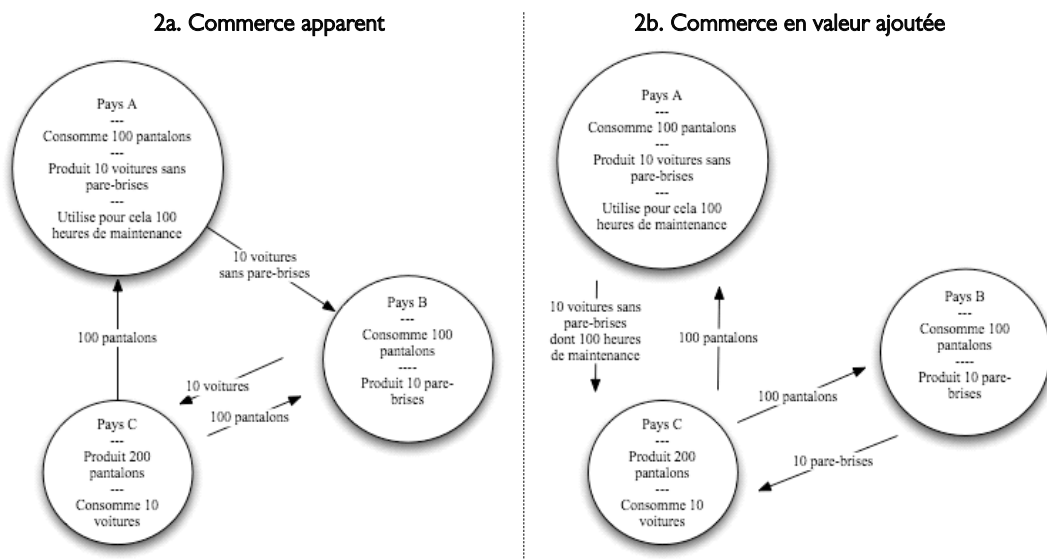 2a. Commerce apparent
Pays A
---
Consomme 100 pantalons
---
Produit 10 voitures sans
pare-brises
---
Utilise pour cela 100
heures de maintenance
10 voitures
sans pare-brises
100 pantalons
Pays B
---
Consomme 100
pantalons
----
Produit 10 pare-
brises
10 voitures
100 pantalons
Pays C
---
Produit 200
pantalons
---
Consomme 10
voitures
2b. Commerce en valeur ajoutée
Pays A
---
Consomme 100 pantalons
---
Produit 10 voitures sans
pare-brises
---
Utilise pour cela 100
heures de maintenance
10 voitures sans
pare-brises
dont 100 heures
de maintenance
100 pantalons
Pays B
---
Consomme 100
pantalons
----
Produit 10 pare-
brises
100 pantalons
10 pare-brises
Pays C
---
Produit 200
pantalons
---
Consomme 10
voitures